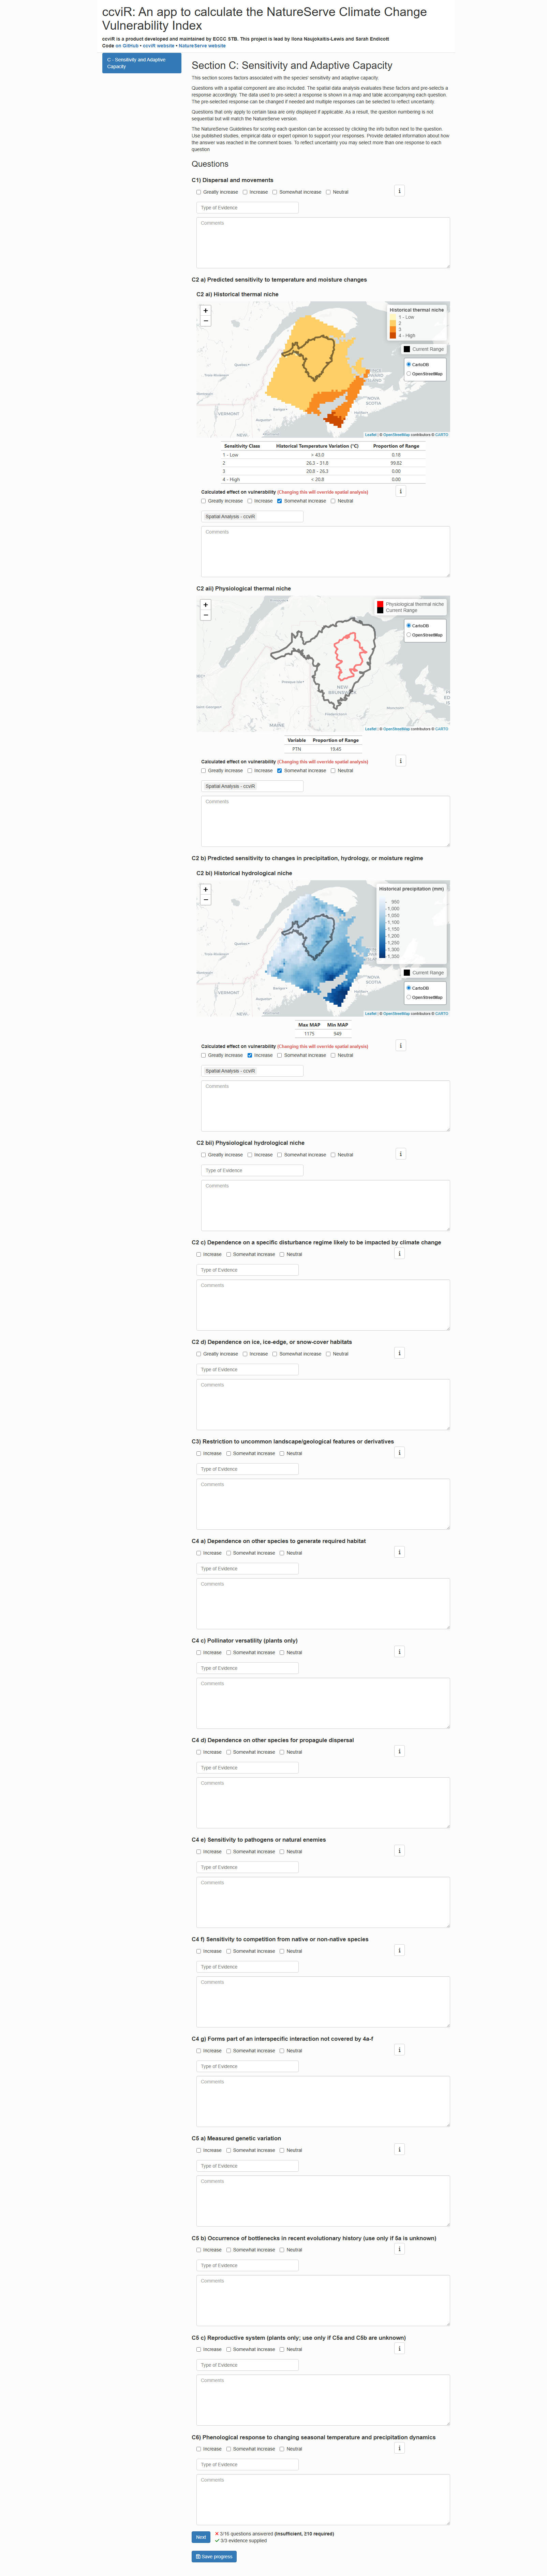 ccviR: An app to calculate the NatureServe Climate Change
Vulnerability Index
ccviR is a product developed and maintained by ECCC STB. This project is lead by Ilona Naujokaitis-Lewis and Sarah Endicott
Code on GitHub • ccviR website • NatureServe website
C - Sensitivity and Adaptive
Capacity
Section C: Sensitivity and Adaptive Capacity
This section scores factors associated with the species' sensitivity and adaptive capacity.
Questions with a spatial component are also included. The spatial data analysis evaluates these factors and pre-selects a
response accordingly. The data used to pre-select a response is shown in a map and table accompanying each question.
The pre-selected response can be changed if needed and multiple responses can be selected to reflect uncertainty.
Questions that only apply to certain taxa are only displayed if applicable. As a result, the question numbering is not
sequential but will match the NatureServe version.
The NatureServe Guidelines for scoring each question can be accessed by clicking the info button next to the question.
Use published studies, empirical data or expert opinion to support your responses. Provide detailed information about how
the answer was reached in the comment boxes. To reflect uncertainty you may select more than one response to each
question.
Questions
C1) Dispersal and movements
Greatly increase Increase Somewhat increase Neutral
Type of Evidence
Comments
C2 a) Predicted sensitivity to temperature and moisture changes
C2 ai) Historical thermal niche
+
−
Historical thermal niche
1 - Low
2
3
4 - High
Current Range
CartoDB
OpenStreetMap
VERMONT
NOVA
SCOTIA
Leaflet | © OpenStreetMap contributors © CARTO
Sensitivity Class Historical Temperature Variation (°C) Proportion of Range
1 - Low > 43.0 0.18
2 26.3 - 31.8 99.82
3 20.8 - 26.3 0.00
4 - High < 20.8 0.00
Calculated effect on vulnerability (Changing this will override spatial analysis)
Greatly increase Increase Somewhat increase Neutral
Spatial Analysis - ccviR
Comments
C2 aii) Physiological thermal niche
+
−
Physiological thermal niche
Current Range
CartoDB
OpenStreetMap
NEW
BRUNSWICK
MAINE
Leaflet | © OpenStreetMap contributors © CARTO
Variable Proportion of Range
PTN 19.45
Calculated effect on vulnerability (Changing this will override spatial analysis)
Greatly increase Increase Somewhat increase Neutral
Spatial Analysis - ccviR
Comments
C2 b) Predicted sensitivity to changes in precipitation, hydrology, or moisture regime
C2 bi) Historical hydrological niche
+
−
Historical precipitation (mm)
950
1,000
1,050
1,100
1,150
1,200
1,250
1,300
1,350
Current Range
CartoDB
OpenStreetMap
VERMONT
NOVA
SCOTIA
Leaflet | © OpenStreetMap contributors © CARTO
Max MAP Min MAP
1175 949
Calculated effect on vulnerability (Changing this will override spatial analysis)
Greatly increase Increase Somewhat increase Neutral
Spatial Analysis - ccviR
Comments
C2 bii) Physiological hydrological niche
Greatly increase Increase Somewhat increase Neutral
Type of Evidence
Comments
C2 c) Dependence on a specific disturbance regime likely to be impacted by climate change
Increase Somewhat increase Neutral
Type of Evidence
Comments
C2 d) Dependence on ice, ice-edge, or snow-cover habitats
Greatly increase Increase Somewhat increase Neutral
Type of Evidence
Comments
C3) Restriction to uncommon landscape/geological features or derivatives
Increase Somewhat increase Neutral
Type of Evidence
Comments
C4 a) Dependence on other species to generate required habitat
Increase Somewhat increase Neutral
Type of Evidence
Comments
C4 c) Pollinator versatility (plants only)
Increase Somewhat increase Neutral
Type of Evidence
Comments
C4 d) Dependence on other species for propagule dispersal
Increase Somewhat increase Neutral
Type of Evidence
Comments
C4 e) Sensitivity to pathogens or natural enemies
Increase Somewhat increase Neutral
Type of Evidence
Comments
C4 f) Sensitivity to competition from native or non-native species
Increase Somewhat increase Neutral
Type of Evidence
Comments
C4 g) Forms part of an interspecific interaction not covered by 4a-f
Increase Somewhat increase Neutral
Type of Evidence
Comments
C5 a) Measured genetic variation
Increase Somewhat increase Neutral
Type of Evidence
Comments
C5 b) Occurrence of bottlenecks in recent evolutionary history (use only if 5a is unknown)
Increase Somewhat increase Neutral
Type of Evidence
Comments
C5 c) Reproductive system (plants only; use only if C5a and C5b are unknown)
Increase Somewhat increase Neutral
Type of Evidence
Comments
C6) Phenological response to changing seasonal temperature and precipitation dynamics
Increase Somewhat increase Neutral
Type of Evidence
Comments
Next
3/16 questions answered (Insufficient, ≥10 required)
3/3 evidence supplied
Save progress